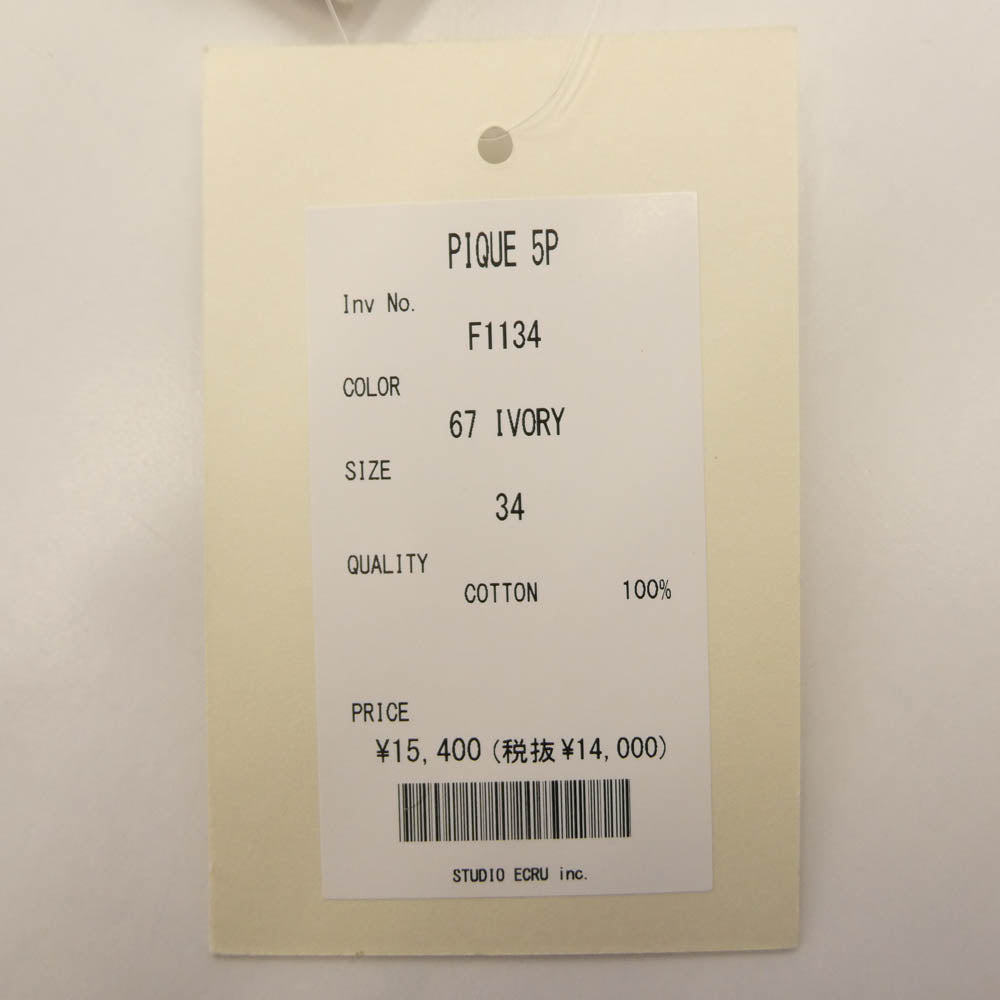 PIQUE 5P
Inv No.
F1134
COLOR
67 IVORY
SIZE
34
QUALITY
COTTON 100%
PRICE
¥15,400(税抜¥14,000)
STUDIO ECRU inc.